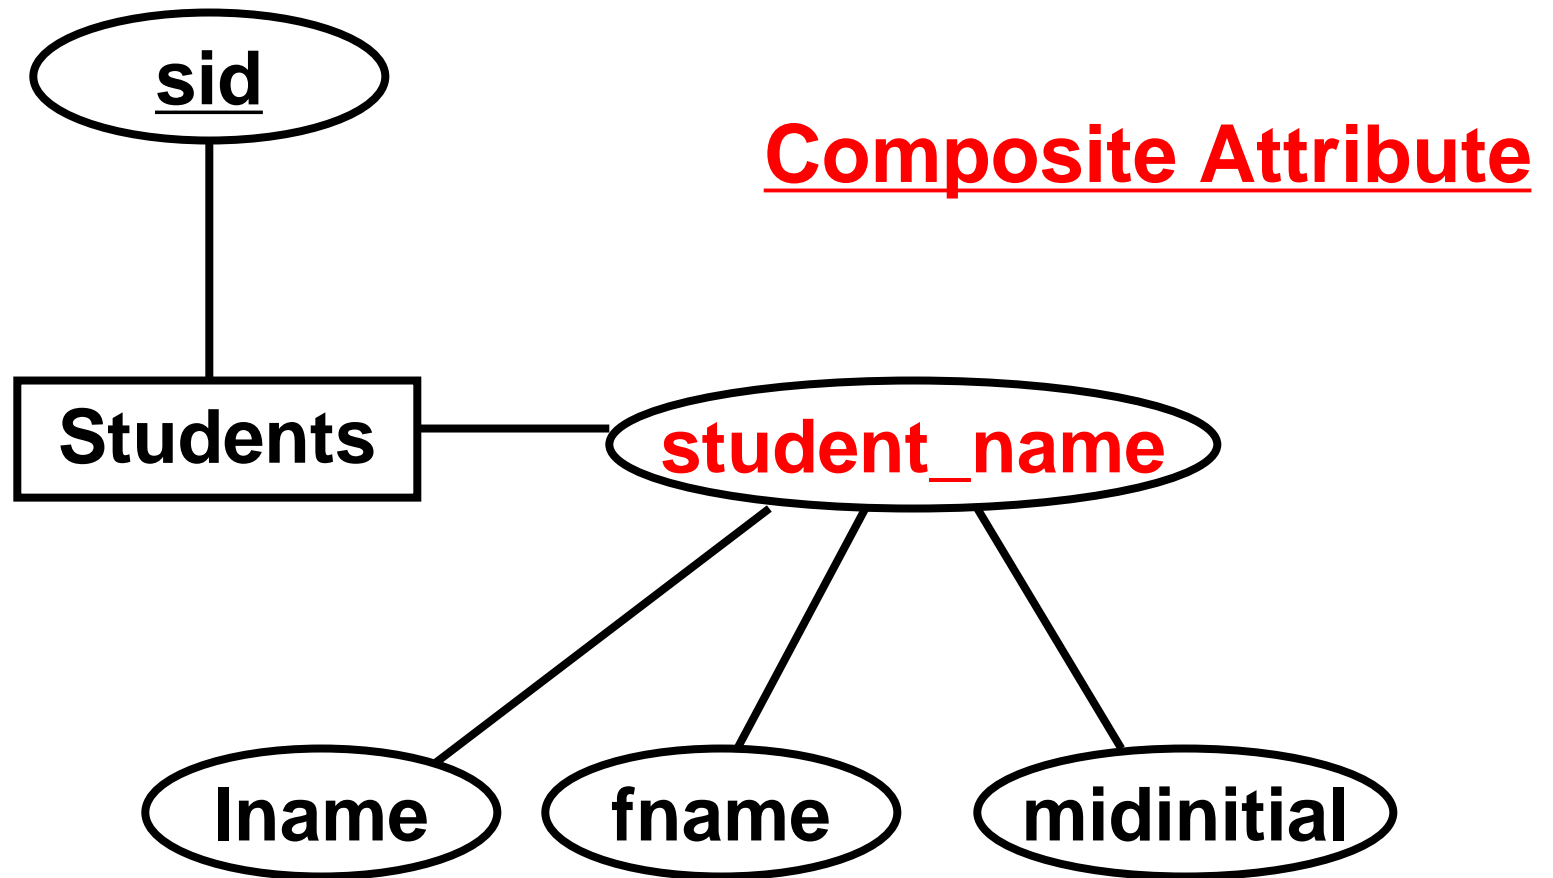 sid
Composite Attribute
Students
student_name
lname
fname
midinitial